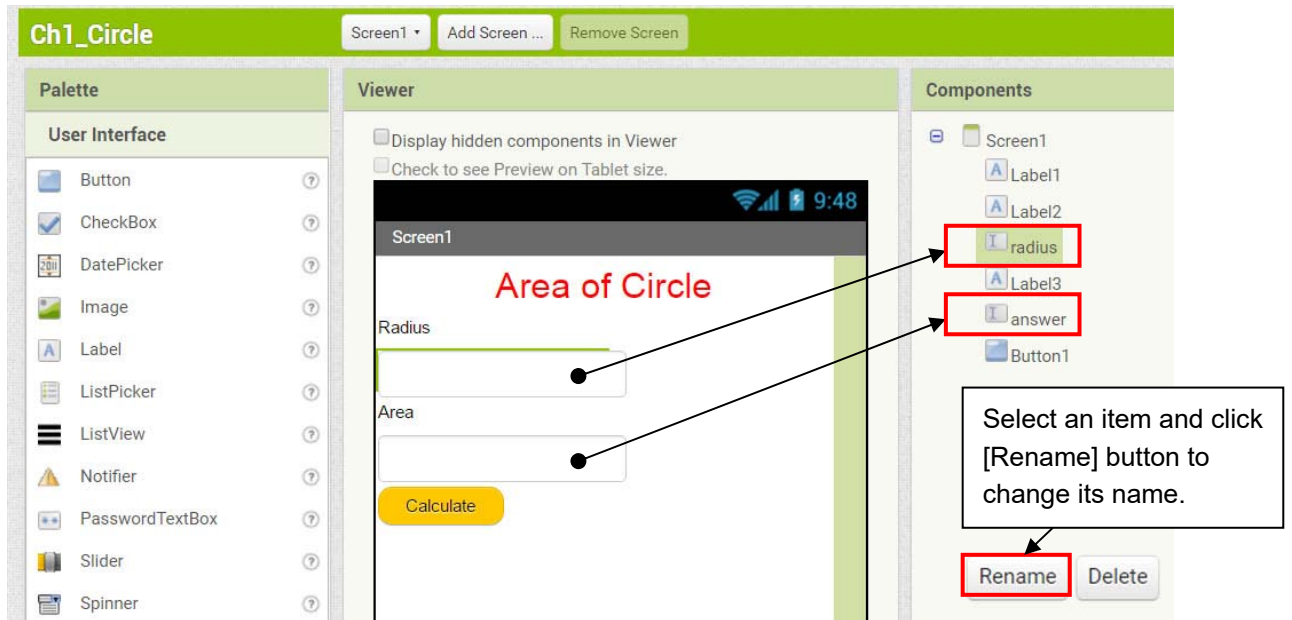 Ch1_Circle
Screen1
Add Screen ...
Remove Screen
Palette
User Interface
Button
CheckBox
DatePicker
Image
Label
ListPicker
ListView
Notifier
PasswordTextBox
Slider
Spinner
Viewer
Display hidden components in Viewer
Check to see Preview on Tablet size.
9:48
Screen1
Area of Circle
Radius
Area
Calculate
Components
Screen1
Label1
Label2
radius
Label3
answer
Button1
Select an item and click
[Rename] button to
change its name.
Rename
Delete